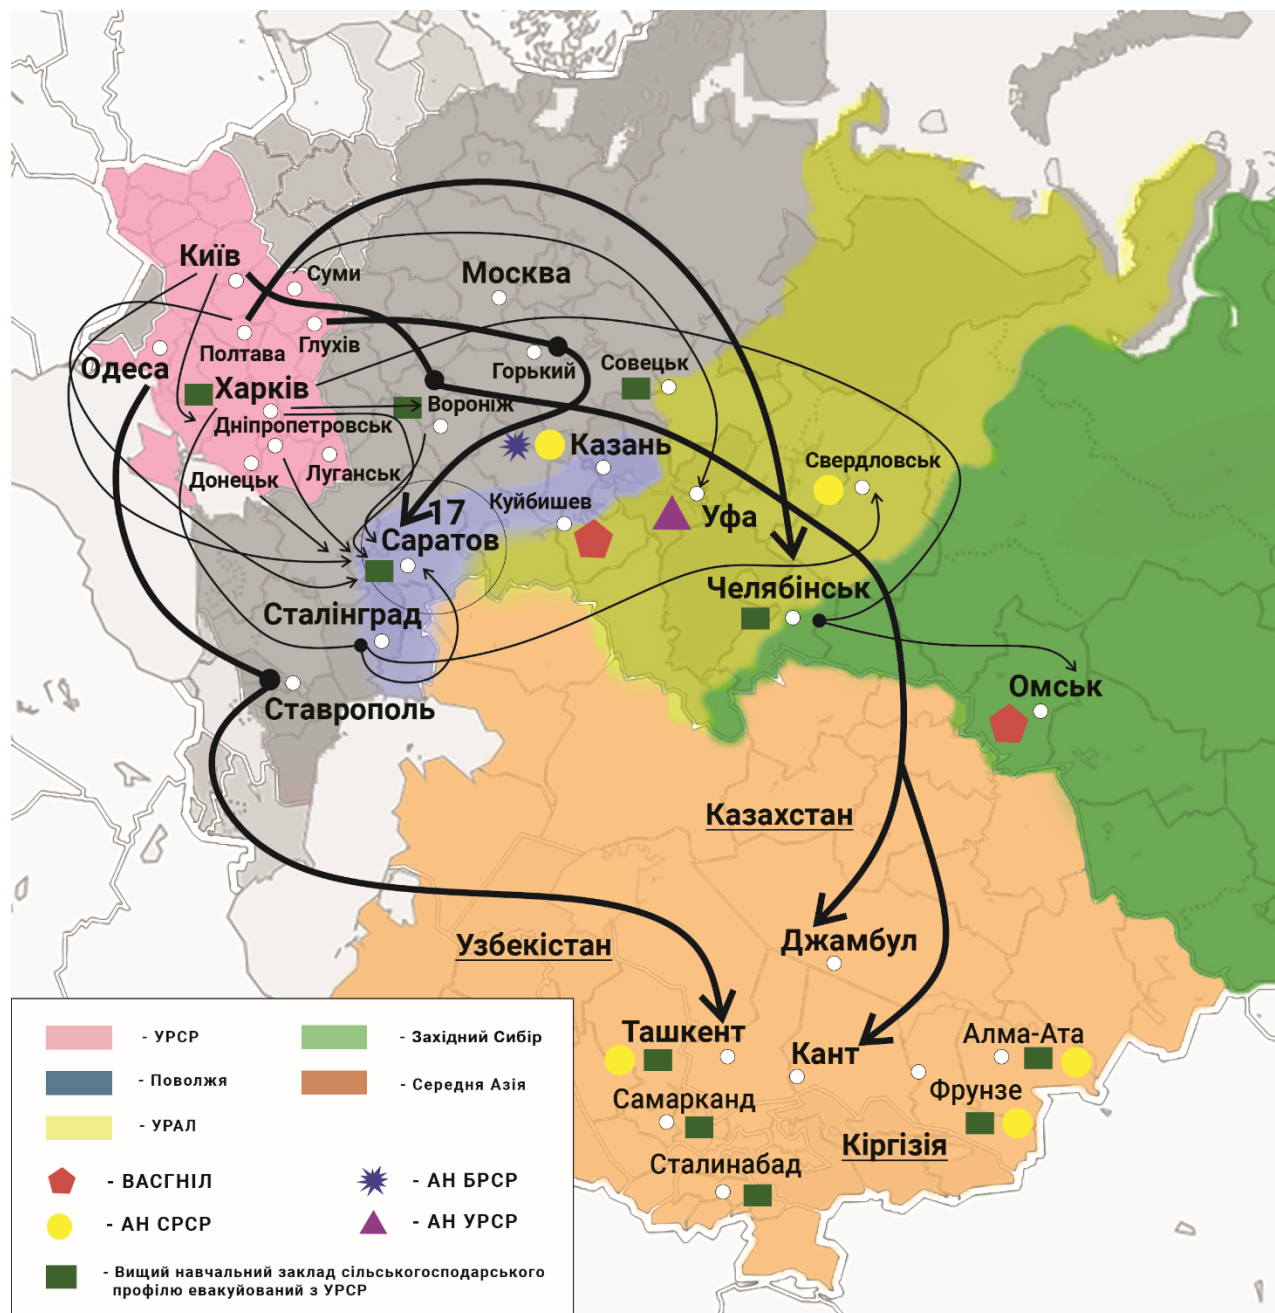 Київ
Суми
Москва
Полтава
Глухів
Одеса
Горький
Совецьк
Харків
Вороніж
Дніпропетровськ
Казань
Донецьк
Луганськ
Свердловськ
Куйбишев
17
Уфа
Саратов
Челябінськ
Сталінград
Омськ
Ставрополь
Казахстан
Узбекістан
Джамбул
Ташкент
Кант
Алма-Ата
Самарканд
Фрунзе
Кіргізія
Сталинабад
- УРСР
- Західний Сибір
- Поволжя
- Середня Азія
- УРАЛ
- ВАСГНІЛ
- АН БРСР
- АН СРСР
- АН УРСР
- Вищий навчальний заклад сільськогосподарського
профілю евакуйований з УРСР